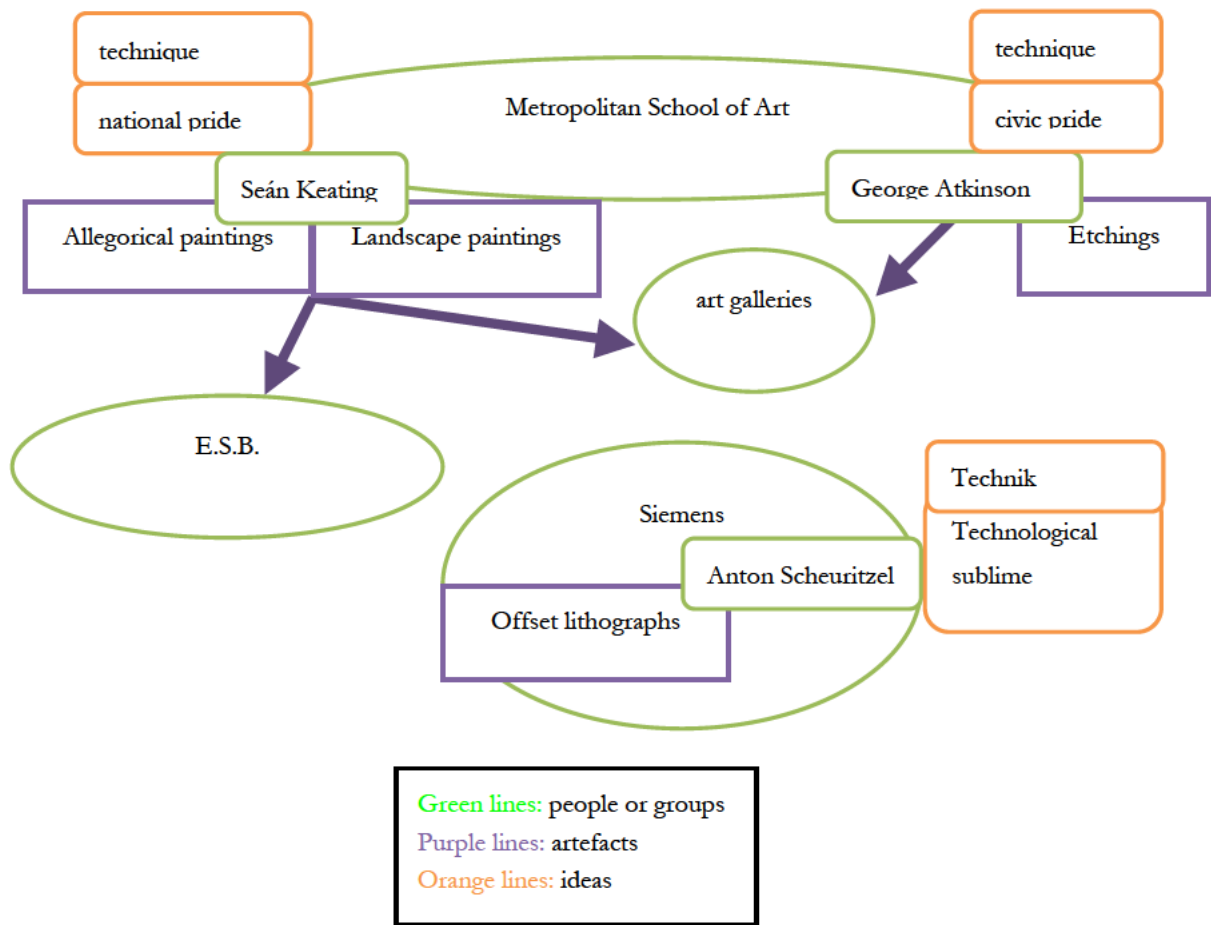 technique
national pride
Metropolitan School of Art
technique
civic pride
Seán Keating
George Atkinson
Allegorical paintings
Landscape paintings
Etchings
art galleries
E.S.B.
Siemens
Technik
Technological
sublime
Anton Scheuritzel
Offset lithographs
Green lines: people or groups
Purple lines: artefacts
Orange lines: ideas